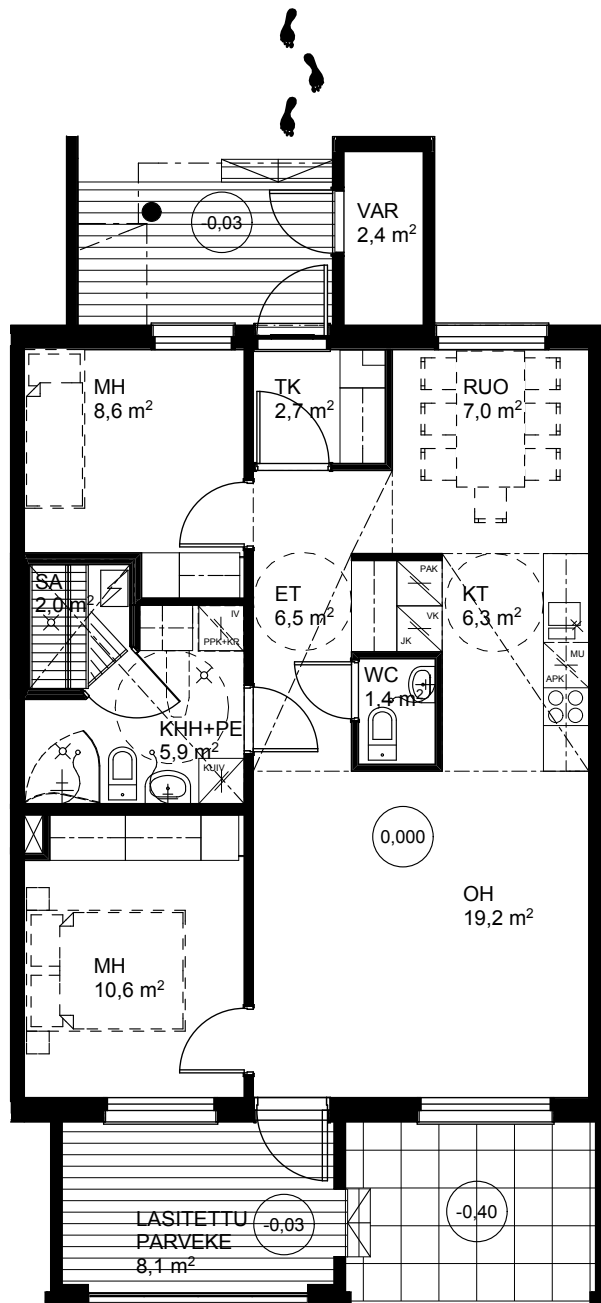 VAR
2,4 m²
-0,03
MH
8,6 m²
TK
2,7 m²
RUO
7,0 m²
SA
2,0 m²
ET
6,5 m²
PAK
VK
JK
KT
6,3 m²
IV
PPK+KR
MU
APK
WC
1,4 m²
KHH+PE
5,9 m²
KUIV
0,000
OH
19,2 m²
MH
10,6 m²
LASITETTU
PARVEKE
8,1 m²
-0,03
-0,40